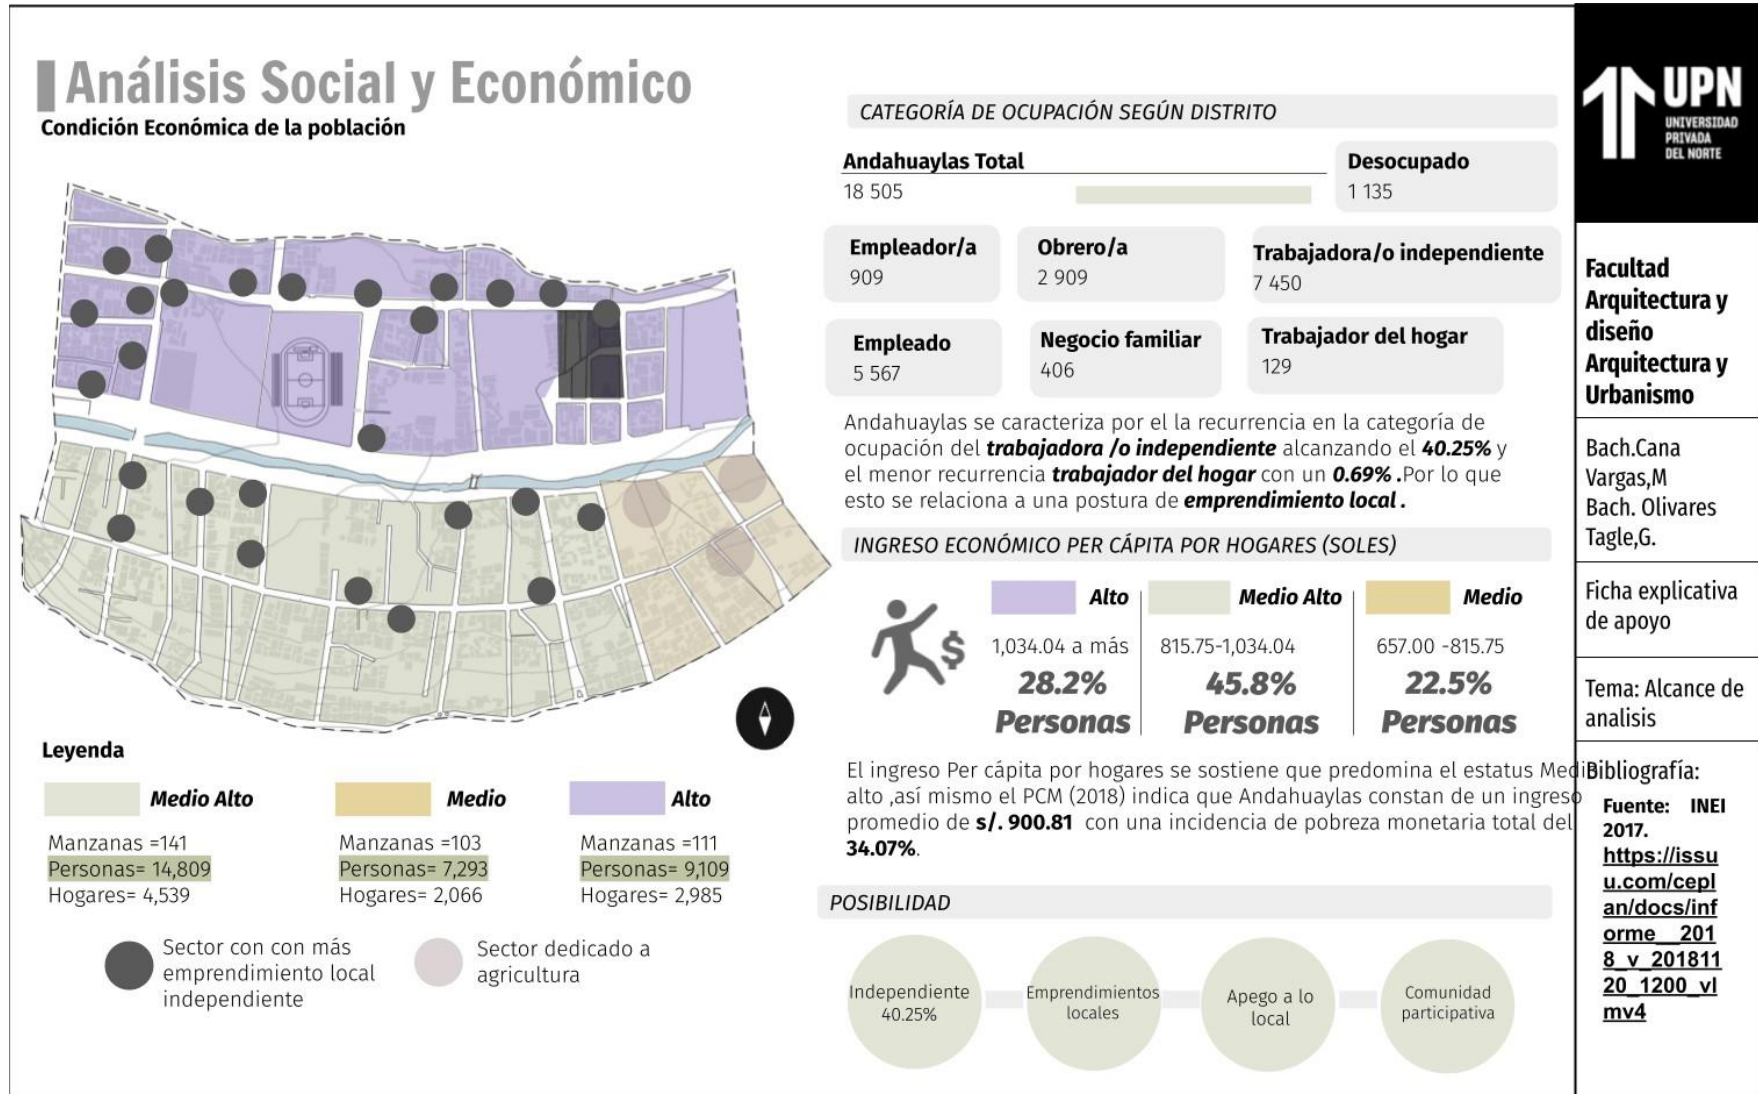 Análisis Social y Económico
Condición Económica de la población
Leyenda
Medio Alto
Manzanas =141
Personas= 14,809
Hogares= 4,539
Medio
Manzanas =103
Personas= 7,293
Hogares= 2,066
Alto
Manzanas =111
Personas= 9,109
Hogares= 2,985
Sector con con más
emprendimiento local
independiente
Sector dedicado a
agricultura
CATEGORÍA DE OCUPACIÓN SEGÚN DISTRITO
Andahuaylas Total
18 505
Desocupado
1 135
Empleador/a
909
Obrero/a
2 909
Trabajadora/o independiente
7 450
Empleado
5 567
Negocio familiar
406
Trabajador del hogar
129
Andahuaylas se caracteriza por el la recurrencia en la categoría de
ocupación del trabajadora /o independiente alcanzando el 40.25% y
el menor recurrencia trabajador del hogar con un 0.69% .Por lo que
esto se relaciona a una postura de emprendimiento local .
INGRESO ECONÓMICO PER CÁPITA POR HOGARES (SOLES)
$
Alto
1,034.04 a más
28.2%
Personas
Medio Alto
815.75-1,034.04
45.8%
Personas
Medio
657.00 -815.75
22.5%
Personas
El ingreso Per cápita por hogares se sostiene que predomina el estatus Medio
alto ,así mismo el PCM (2018) indica que Andahuaylas constan de un ingreso
promedio de s/. 900.81 con una incidencia de pobreza monetaria total del
34.07%.
POSIBILIDAD
Independiente
40.25%
Emprendimientos
locales
Apego a lo
local
Comunidad
participativa
UPN
UNIVERSIDAD
PRIVADA
DEL NORTE
Facultad
Arquitectura y
diseño
Arquitectura y
Urbanismo
Bach.Cana
Vargas,M
Bach. Olivares
Tagle,G.
Ficha explicativa
de apoyo
Tema: Alcance de
analisis
Bibliografía:
Fuente: INEI
2017.
https://issu
u.com/cepl
an/docs/inf
orme__201
8_v_201811
20_1200_vl
mv4